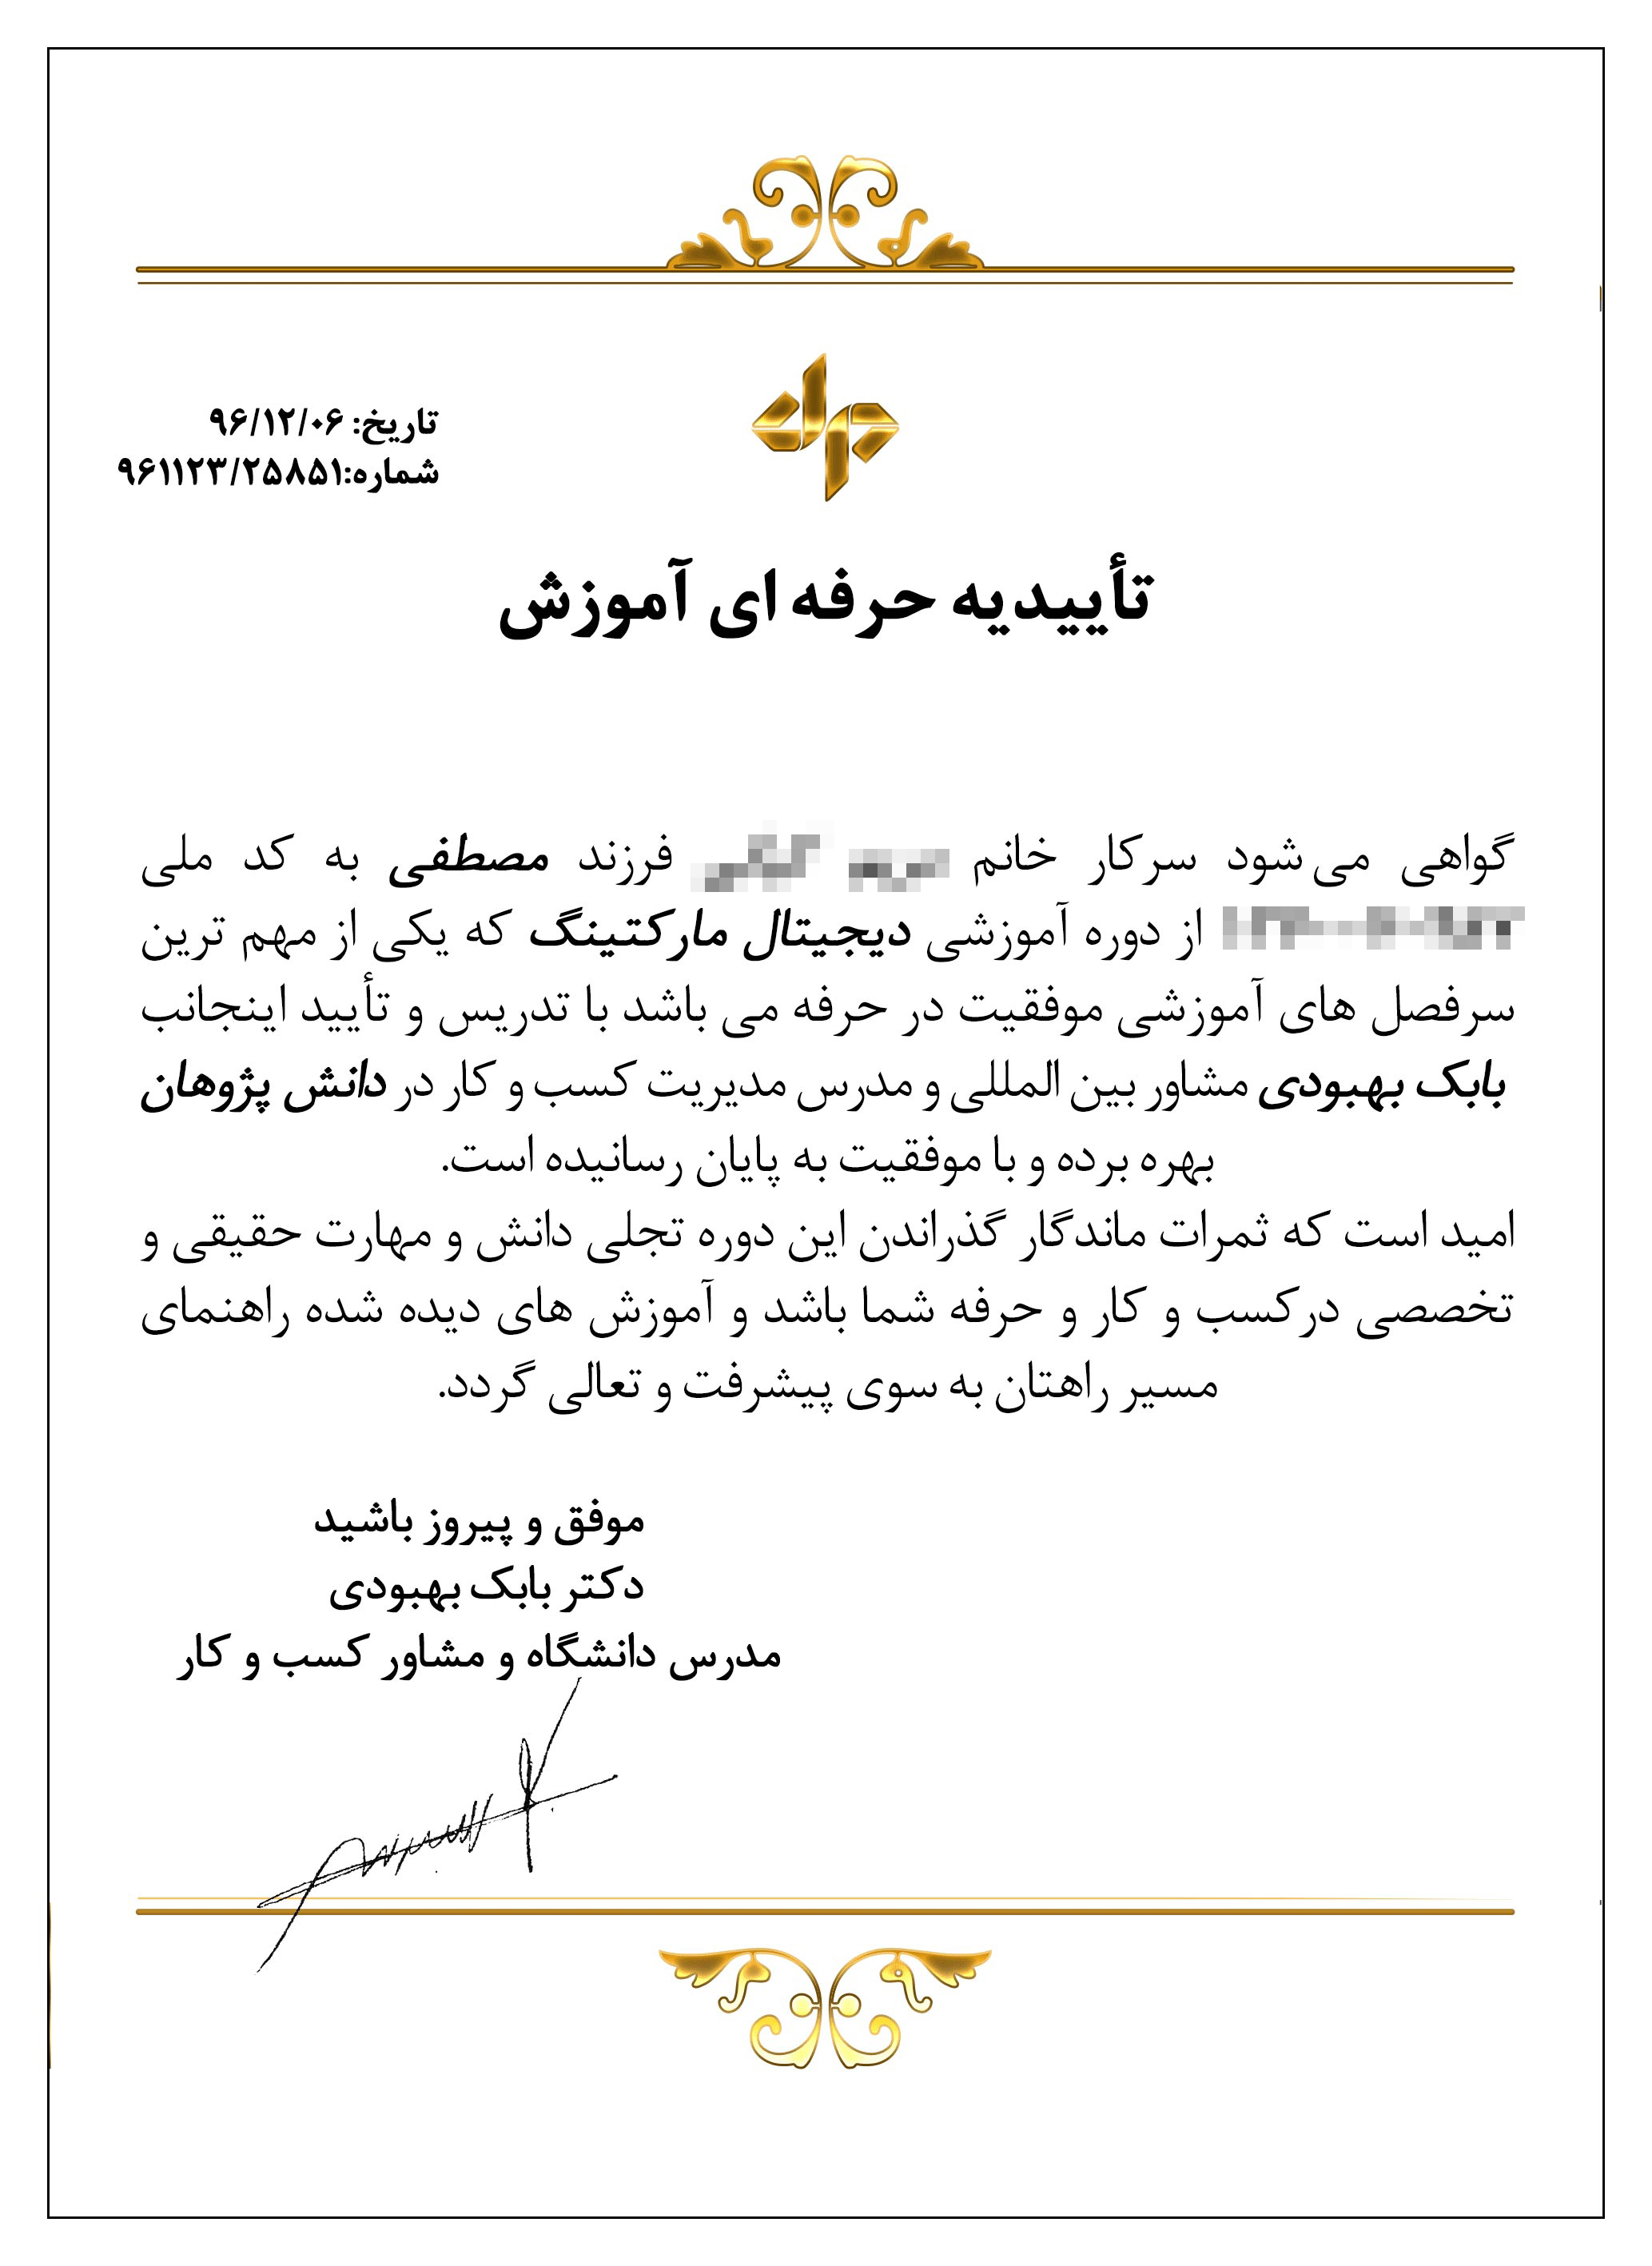 تاریخ: ۹۶/۱۲/۰۶
شماره:۹۶۱۱۲۳/۲۵۸۵۱
تأییدیه حرفه ای آموزش
گواهی می شود سرکار خانم فرزند مصطفی به کد ملی
از دوره آموزشی دیجیتال مارکتینگ که یکی از مهم ترین
سرفصل های آموزشی موفقیت در حرفه می باشد با تدریس و تأیید اینجانب
بابک بهبودی مشاور بین المللی و مدرس مدیریت کسب و کار در دانش پژوهان
بهره برده و با موفقیت به پایان رسانیده است.
امید است که ثمرات ماندگار گذراندن این دوره تجلی دانش و مهارت حقیقی و
تخصصی درکسب و کار و حرفه شما باشد و آموزش های دیده شده راهنمای
مسیر راهتان به سوی پیشرفت و تعالی گردد.
موفق و پیروز باشید
دکتر بابک بهبودی
مدرس دانشگاه و مشاور کسب و کار